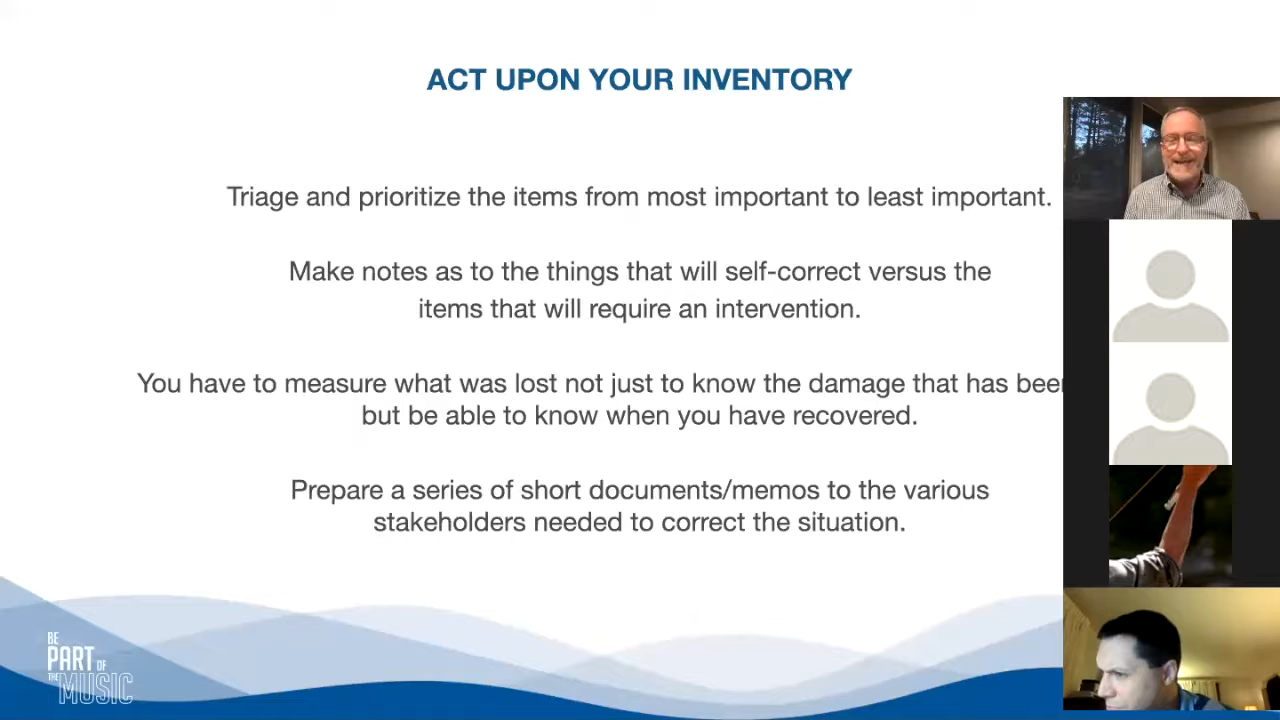 ACT UPON YOUR INVENTORY
Triage and prioritize the items from most important to least important.
Make notes as to the things that will self-correct versus the
items that will require an intervention.
You have to measure what was lost not just to know the damage that has been
but be able to know when you have recovered.
Prepare a series of short documents/memos to the various
stakeholders needed to correct the situation.
BE
PART OF
THE MUSIC